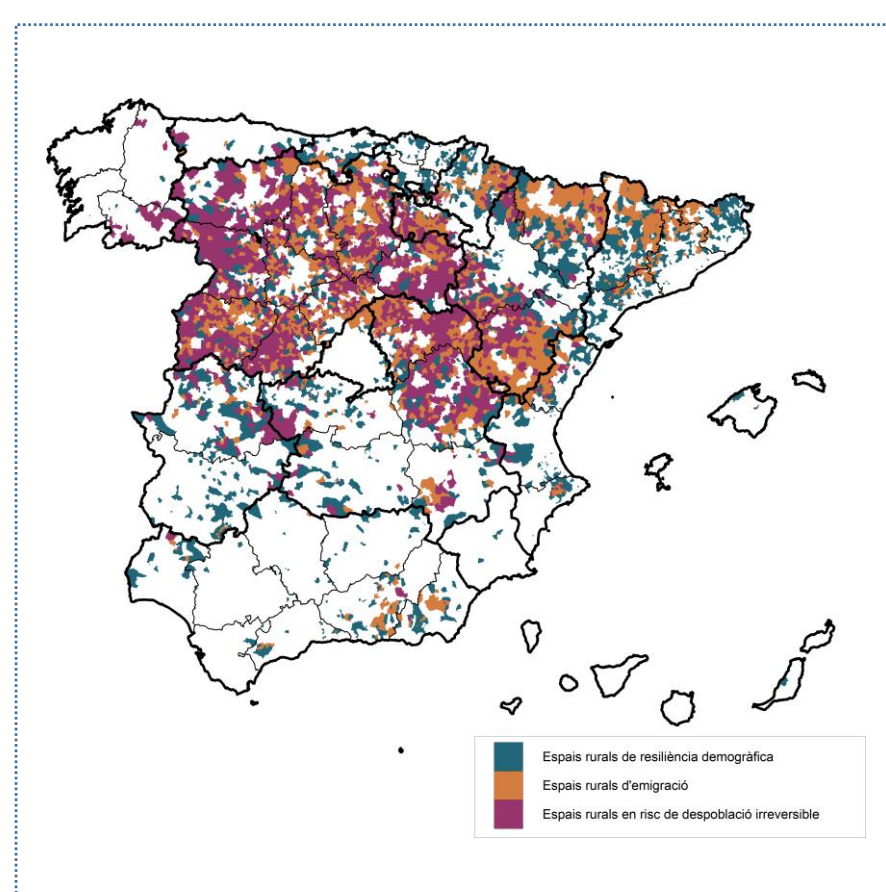 Espais rurals de resiliència demogràfica
Espais rurals d'emigració
Espais rurals en risc de despoblació irreversible